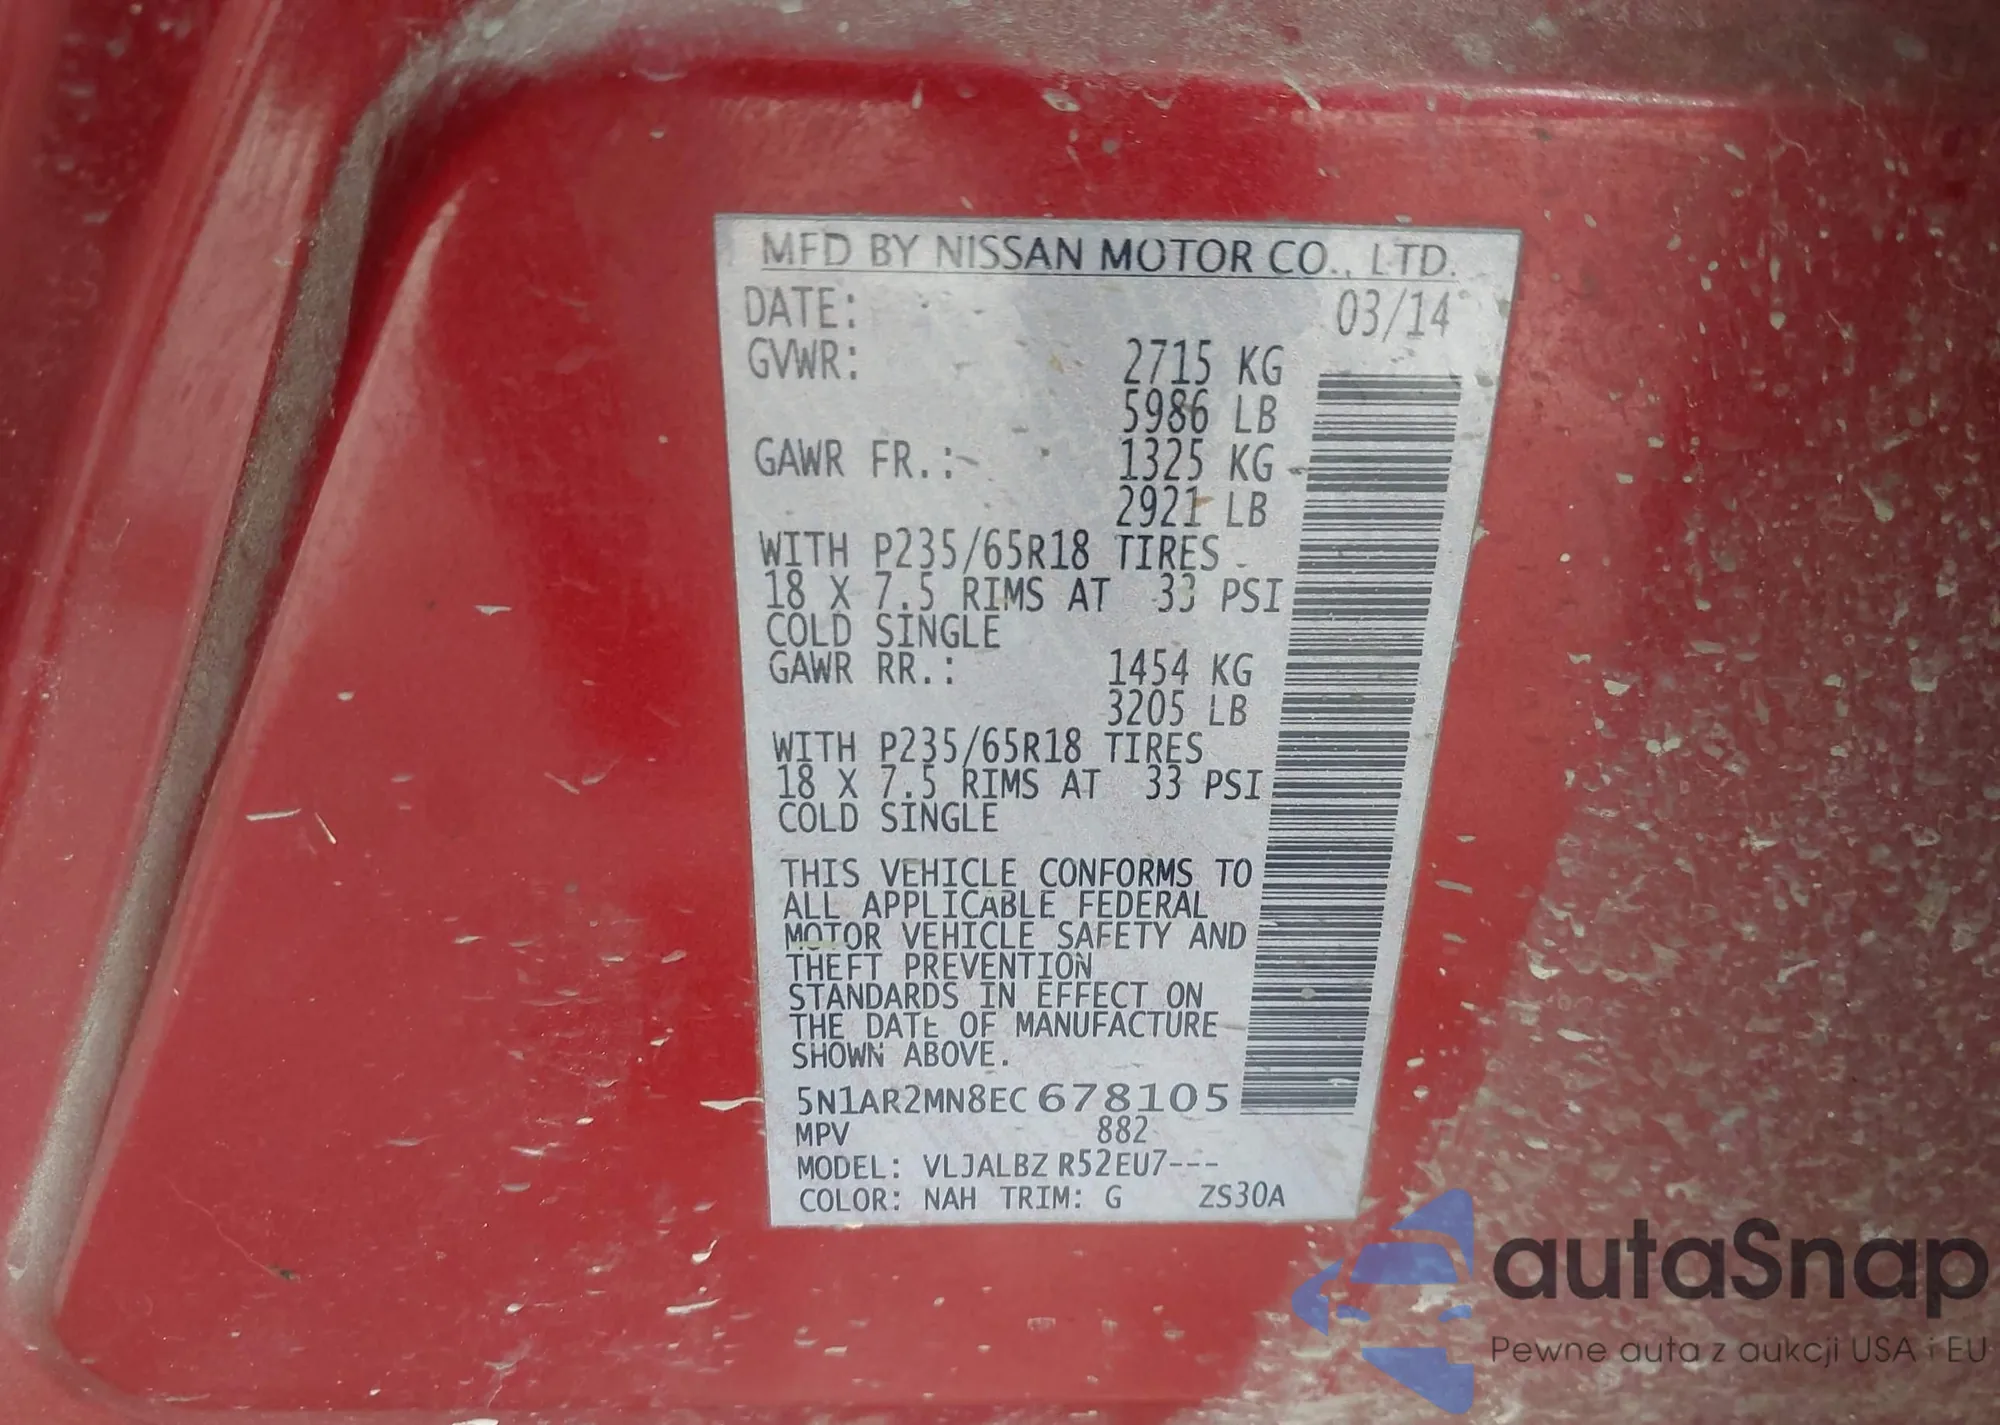 MFD BY NISSAN MOTOR CO., LTD.
DATE: 03/14
GVWR: 2715 KG
5986 LB
GAWR FR.: 1325 KG
2921 LB
WITH P235/65R18 TIRES
18 X 7.5 RIMS AT 33 PSI
COLD SINGLE
GAWR RR.: 1454 KG
3205 LB
WITH P235/65R18 TIRES
18 X 7.5 RIMS AT 33 PSI
COLD SINGLE
THIS VEHICLE CONFORMS TO
ALL APPLICABLE FEDERAL
MOTOR VEHICLE SAFETY AND
THEFT PREVENTION
STANDARDS IN EFFECT ON
THE DATE OF MANUFACTURE
SHOWN ABOVE.
5N1AR2MN8EC678105
MPV 882
MODEL: VLJALBZ R52EU7---
COLOR: NAH TRIM: G ZS30A
autaSnap
Pewne auta z aukcji USA i EU